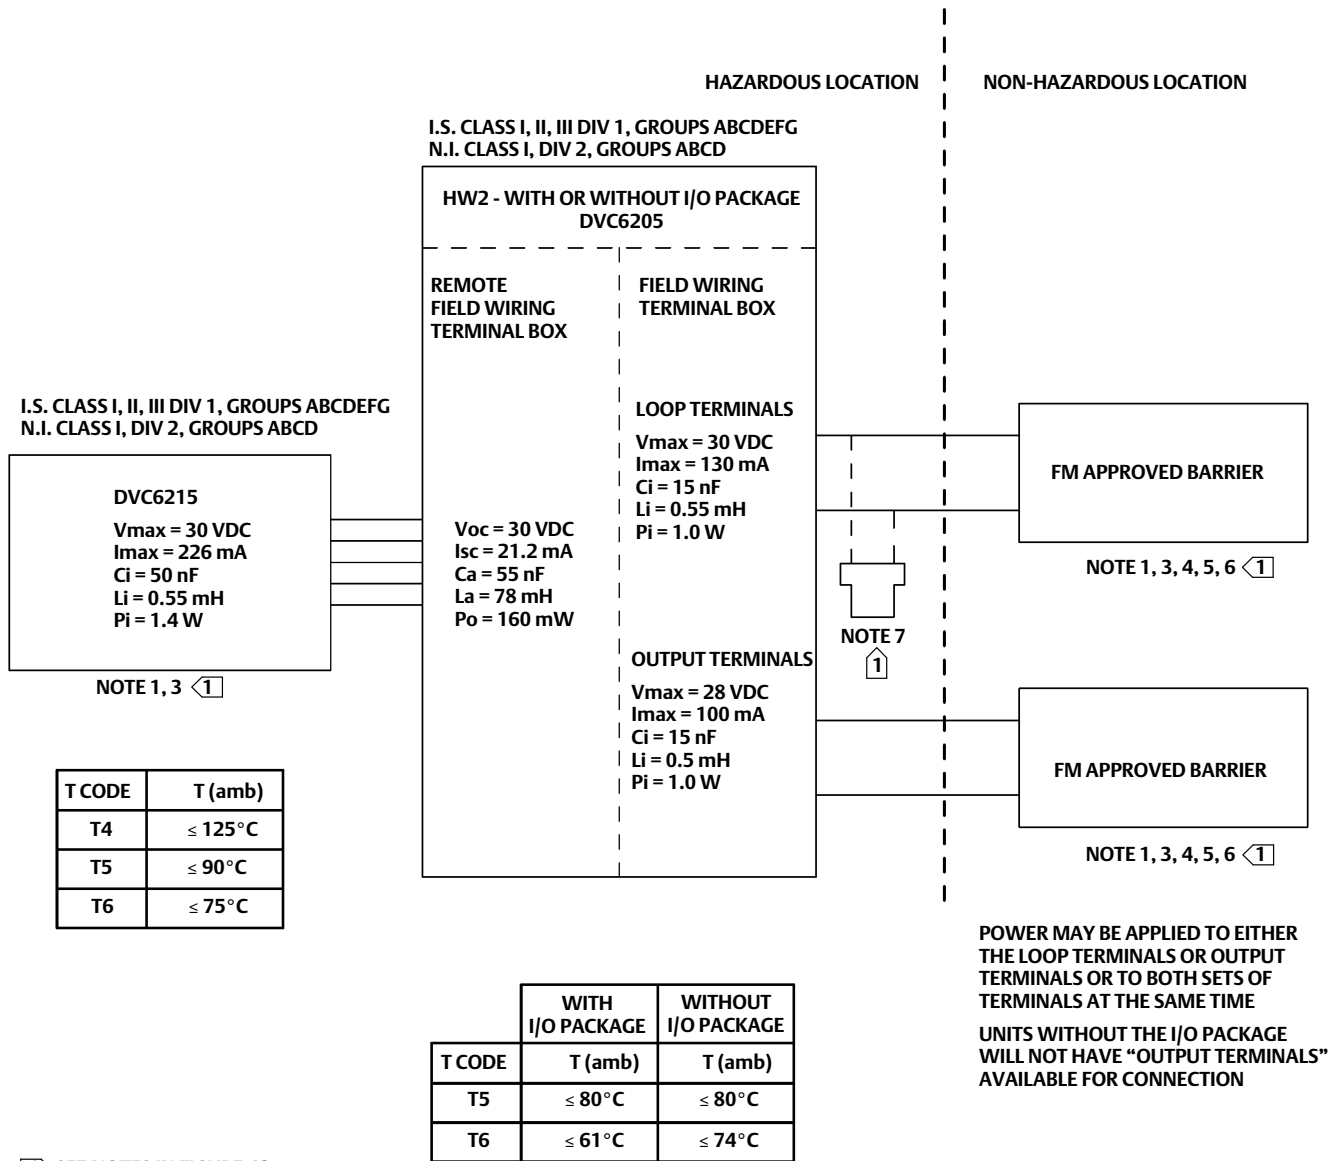 HAZARDOUS LOCATION
NON-HAZARDOUS LOCATION
I.S. CLASS I, II, III DIV 1, GROUPS ABCDEFG
N.I. CLASS I, DIV 2, GROUPS ABCD
HW2 - WITH OR WITHOUT I/O PACKAGE
DVC6205
REMOTE
FIELD WIRING
TERMINAL BOX
FIELD WIRING
TERMINAL BOX
I.S. CLASS I, II, III DIV 1, GROUPS ABCDEFG
N.I. CLASS I, DIV 2, GROUPS ABCD
DVC6215
Vmax = 30 VDC
Imax = 226 mA
Ci = 50 nF
Li = 0.55 mH
Pi = 1.4 W
NOTE 1, 3 1
Voc = 30 VDC
Isc = 21.2 mA
Ca = 55 nF
La = 78 mH
Po = 160 mW
LOOP TERMINALS
Vmax = 30 VDC
Imax = 130 mA
Ci = 15 nF
Li = 0.55 mH
Pi = 1.0 W
OUTPUT TERMINALS
Vmax = 28 VDC
Imax = 100 mA
Ci = 15 nF
Li = 0.5 mH
Pi = 1.0 W
NOTE 7
1
FM APPROVED BARRIER
NOTE 1, 3, 4, 5, 6 1
FM APPROVED BARRIER
NOTE 1, 3, 4, 5, 6 1
T CODE T (amb)
T4 ≤ 125°C
T5 ≤ 90°C
T6 ≤ 75°C
POWER MAY BE APPLIED TO EITHER
THE LOOP TERMINALS OR OUTPUT
TERMINALS OR TO BOTH SETS OF
TERMINALS AT THE SAME TIME
UNITS WITHOUT THE I/O PACKAGE
WILL NOT HAVE “OUTPUT TERMINALS”
AVAILABLE FOR CONNECTION
WITH
I/O PACKAGE
WITHOUT
I/O PACKAGE
T CODE T (amb) T (amb)
T5 ≤ 80°C ≤ 80°C
T6 ≤ 61°C ≤ 74°C